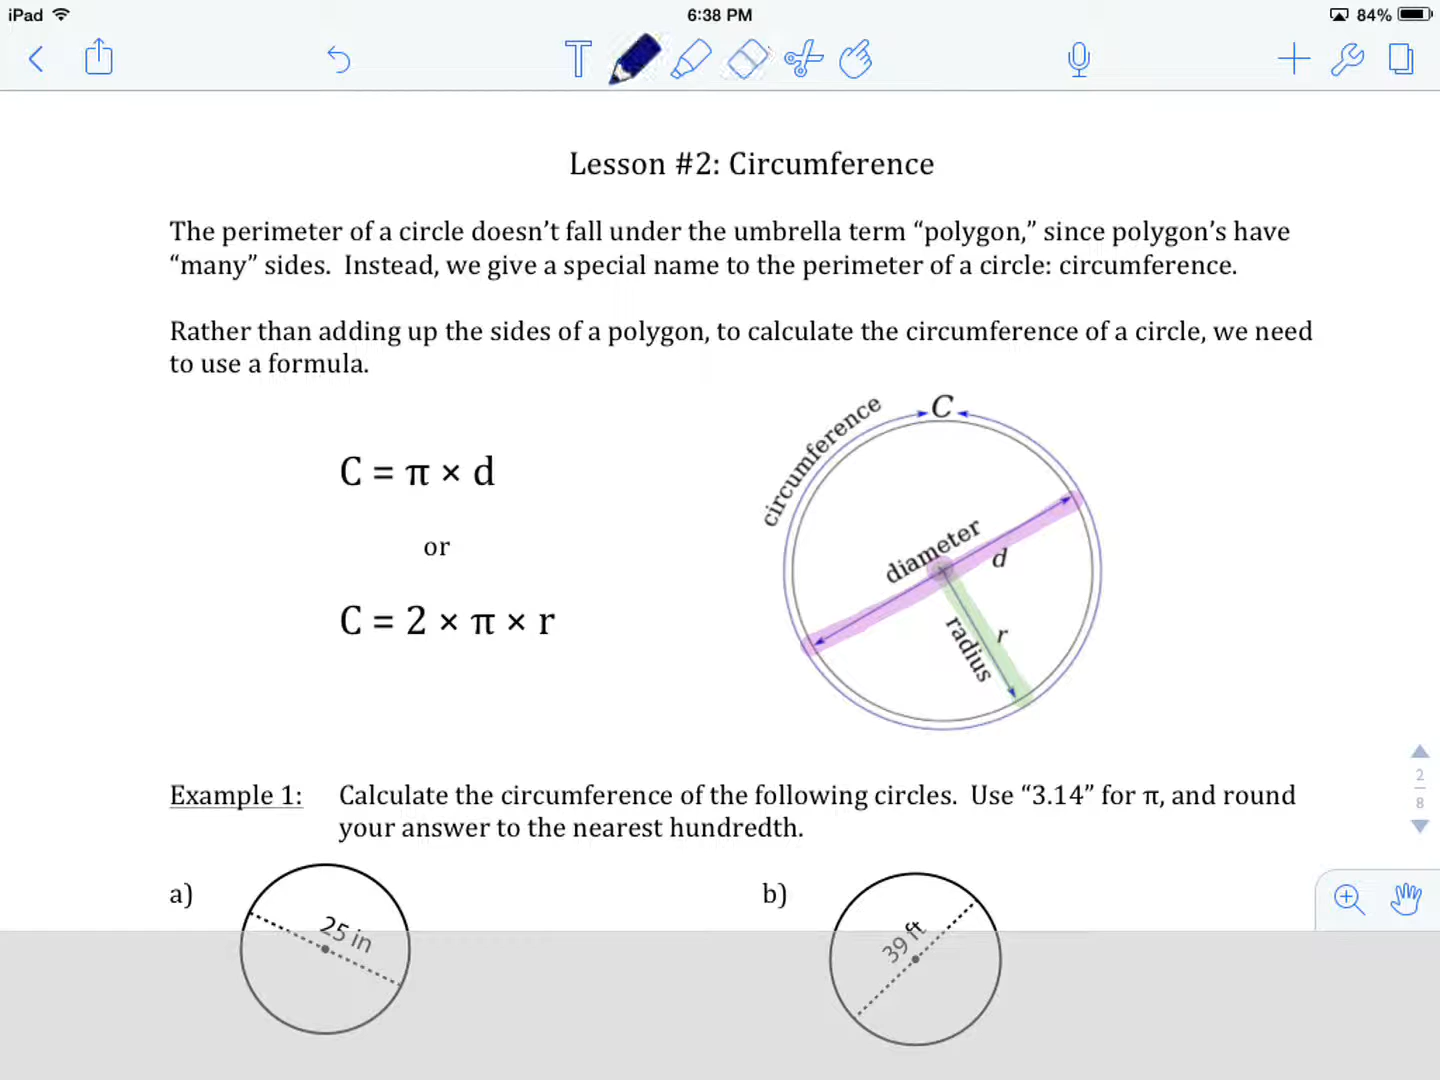 iPad
6:38 PM
84%
T
Lesson #2: Circumference
The perimeter of a circle doesn’t fall under the umbrella term “polygon,” since polygon’s have
“many” sides.  Instead, we give a special name to the perimeter of a circle: circumference.
Rather than adding up the sides of a polygon, to calculate the circumference of a circle, we need
to use a formula.
C = π × d
or
C = 2 × π × r
circumference
C
diameter
d
radius
r
2
8
Example 1: Calculate the circumference of the following circles.  Use “3.14” for π, and round
your answer to the nearest hundredth.
a)
25 in
b)
39 ft